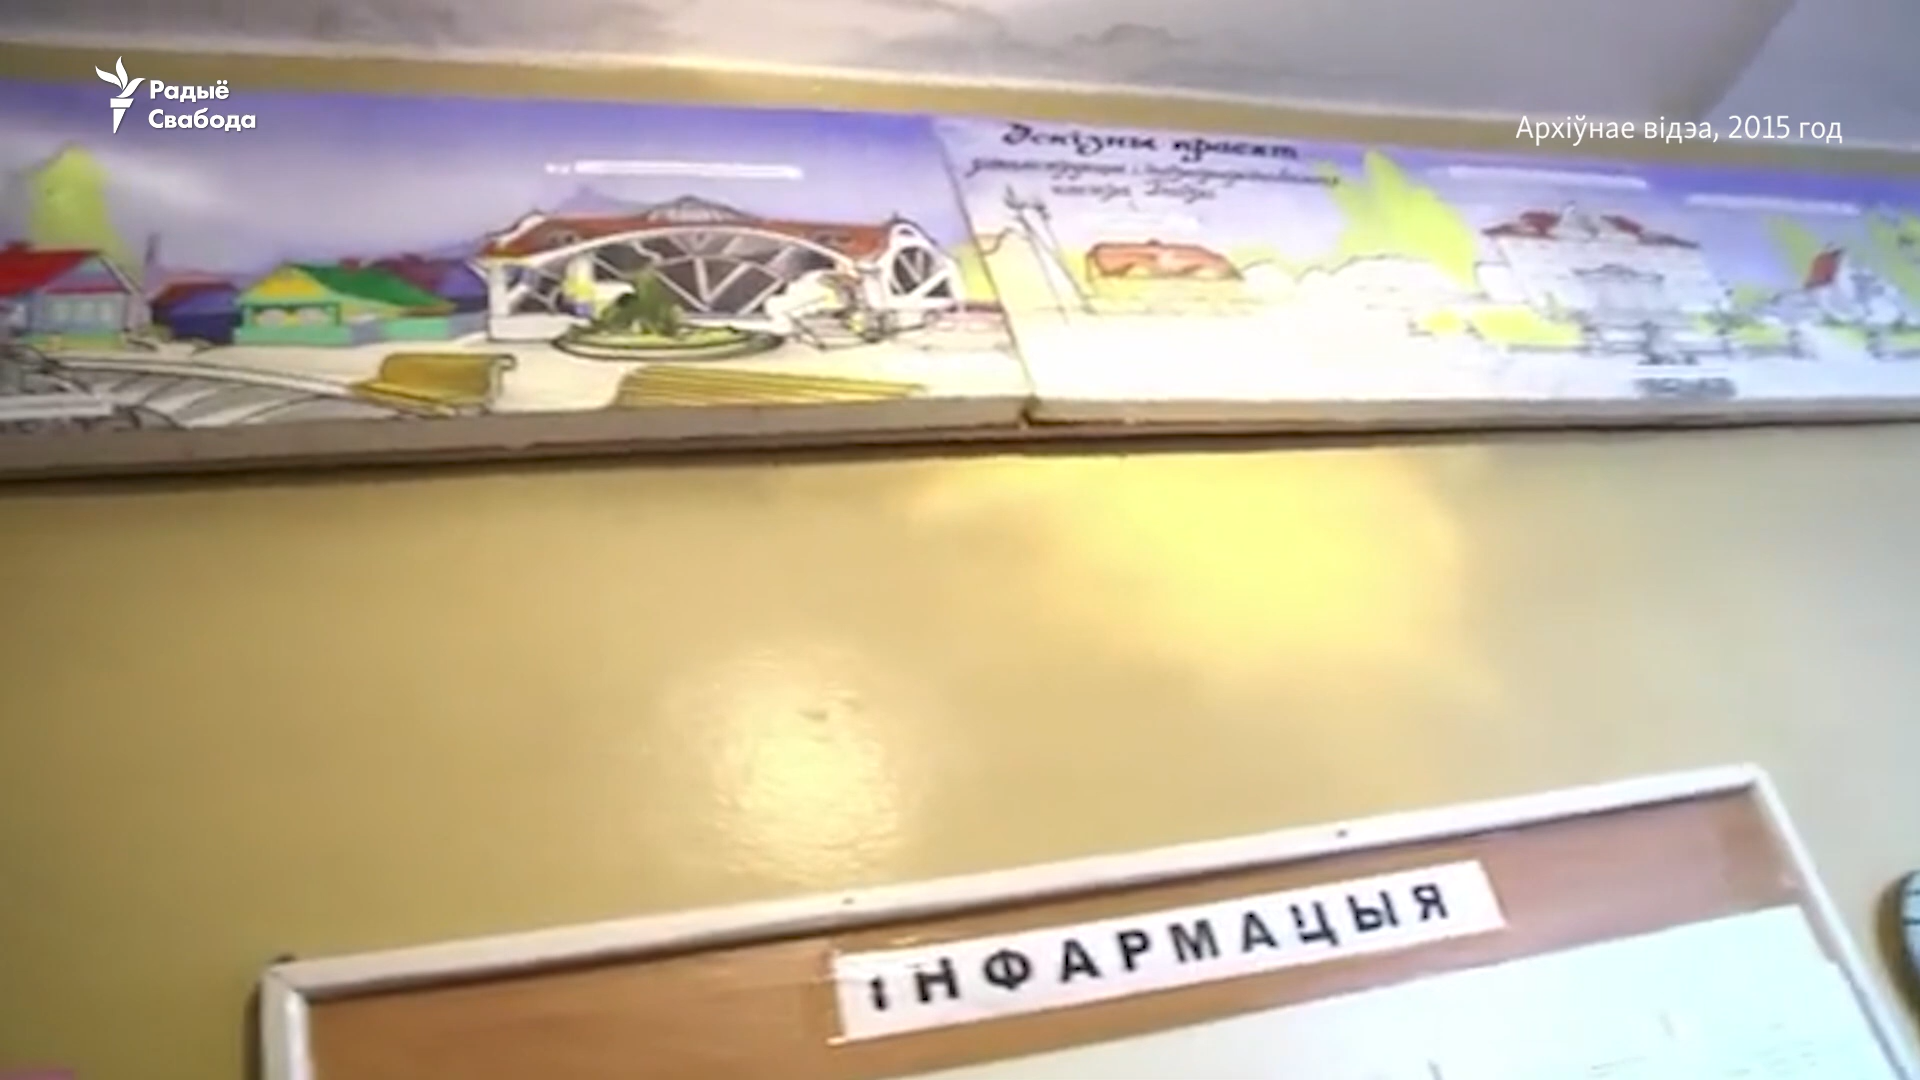 Радыё
Свабода
Архіўнае відэа, 2015 год
Эскізны праект
ІНФАРМАЦЫЯ